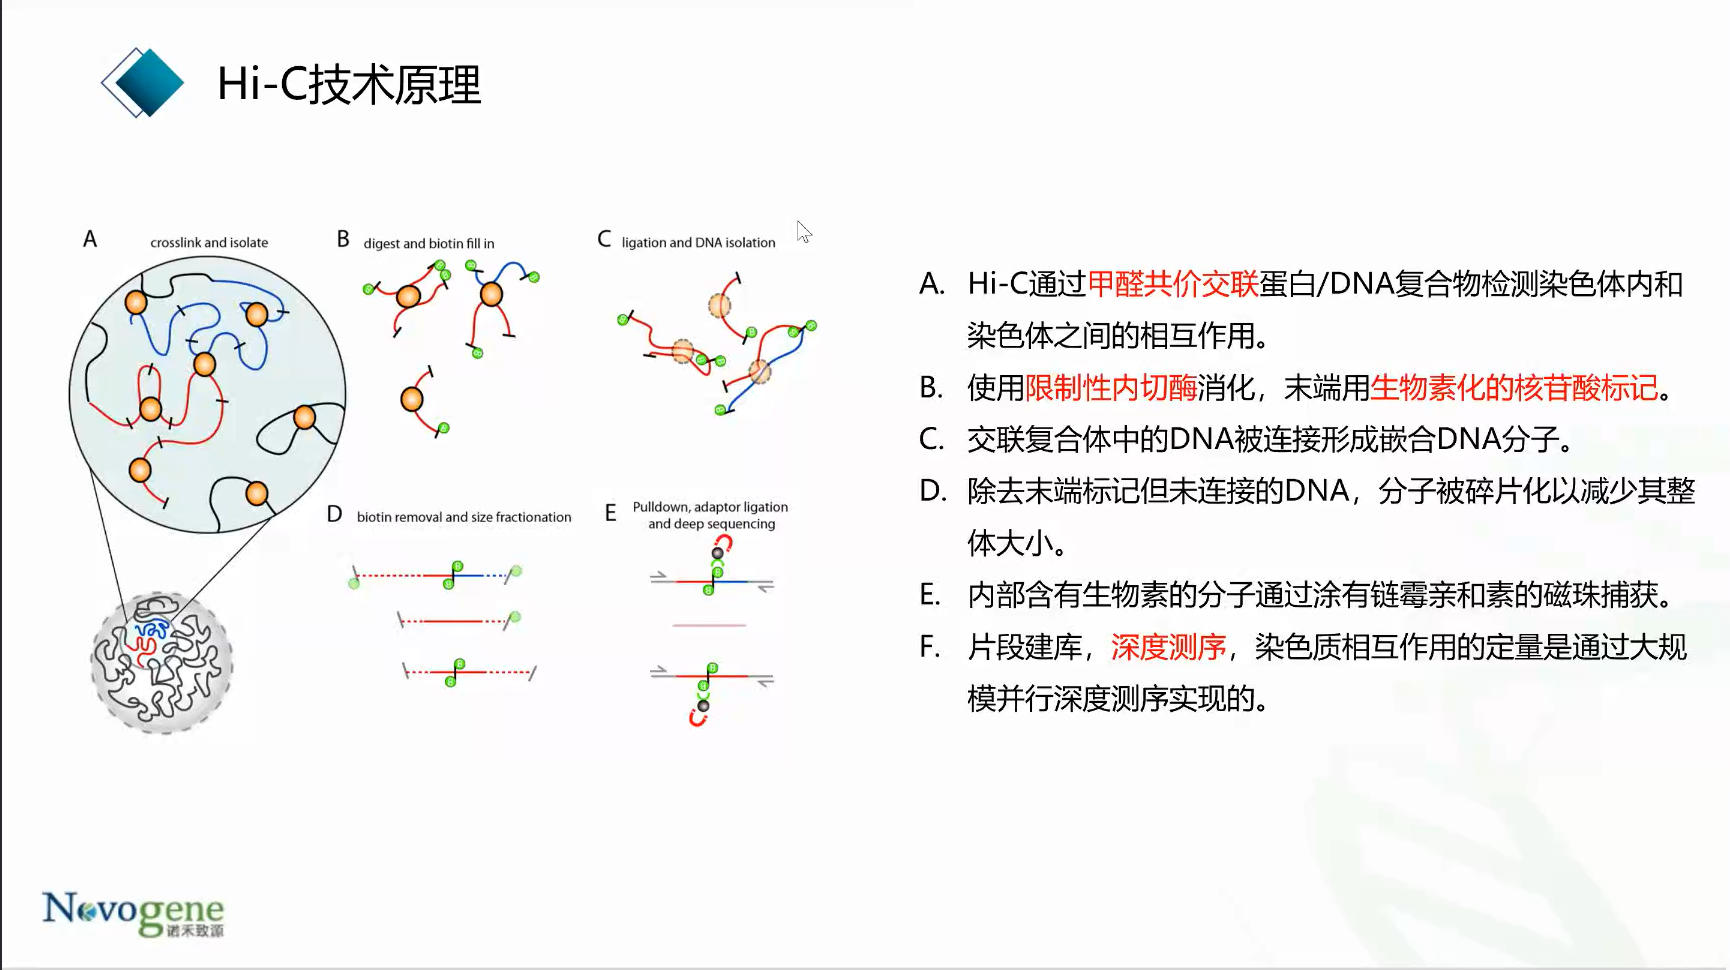 Hi-C技术原理
A crosslink and isolate
B digest and biotin fill in
C ligation and DNA isolation
D biotin removal and size fractionation
E Pulldown, adaptor ligation
and deep sequencing
A. Hi-C通过甲醛共价交联蛋白/DNA复合物检测染色体内和
染色体之间的相互作用。
B. 使用限制性内切酶消化，末端用生物素化的核苷酸标记。
C. 交联复合体中的DNA被连接形成嵌合DNA分子。
D. 除去末端标记但未连接的DNA，分子被碎片化以减少其整
体大小。
E. 内部含有生物素的分子通过涂有链霉亲和素的磁珠捕获。
F. 片段建库，深度测序，染色质相互作用的定量是通过大规
模并行深度测序实现的。
Novogene
诺禾致源